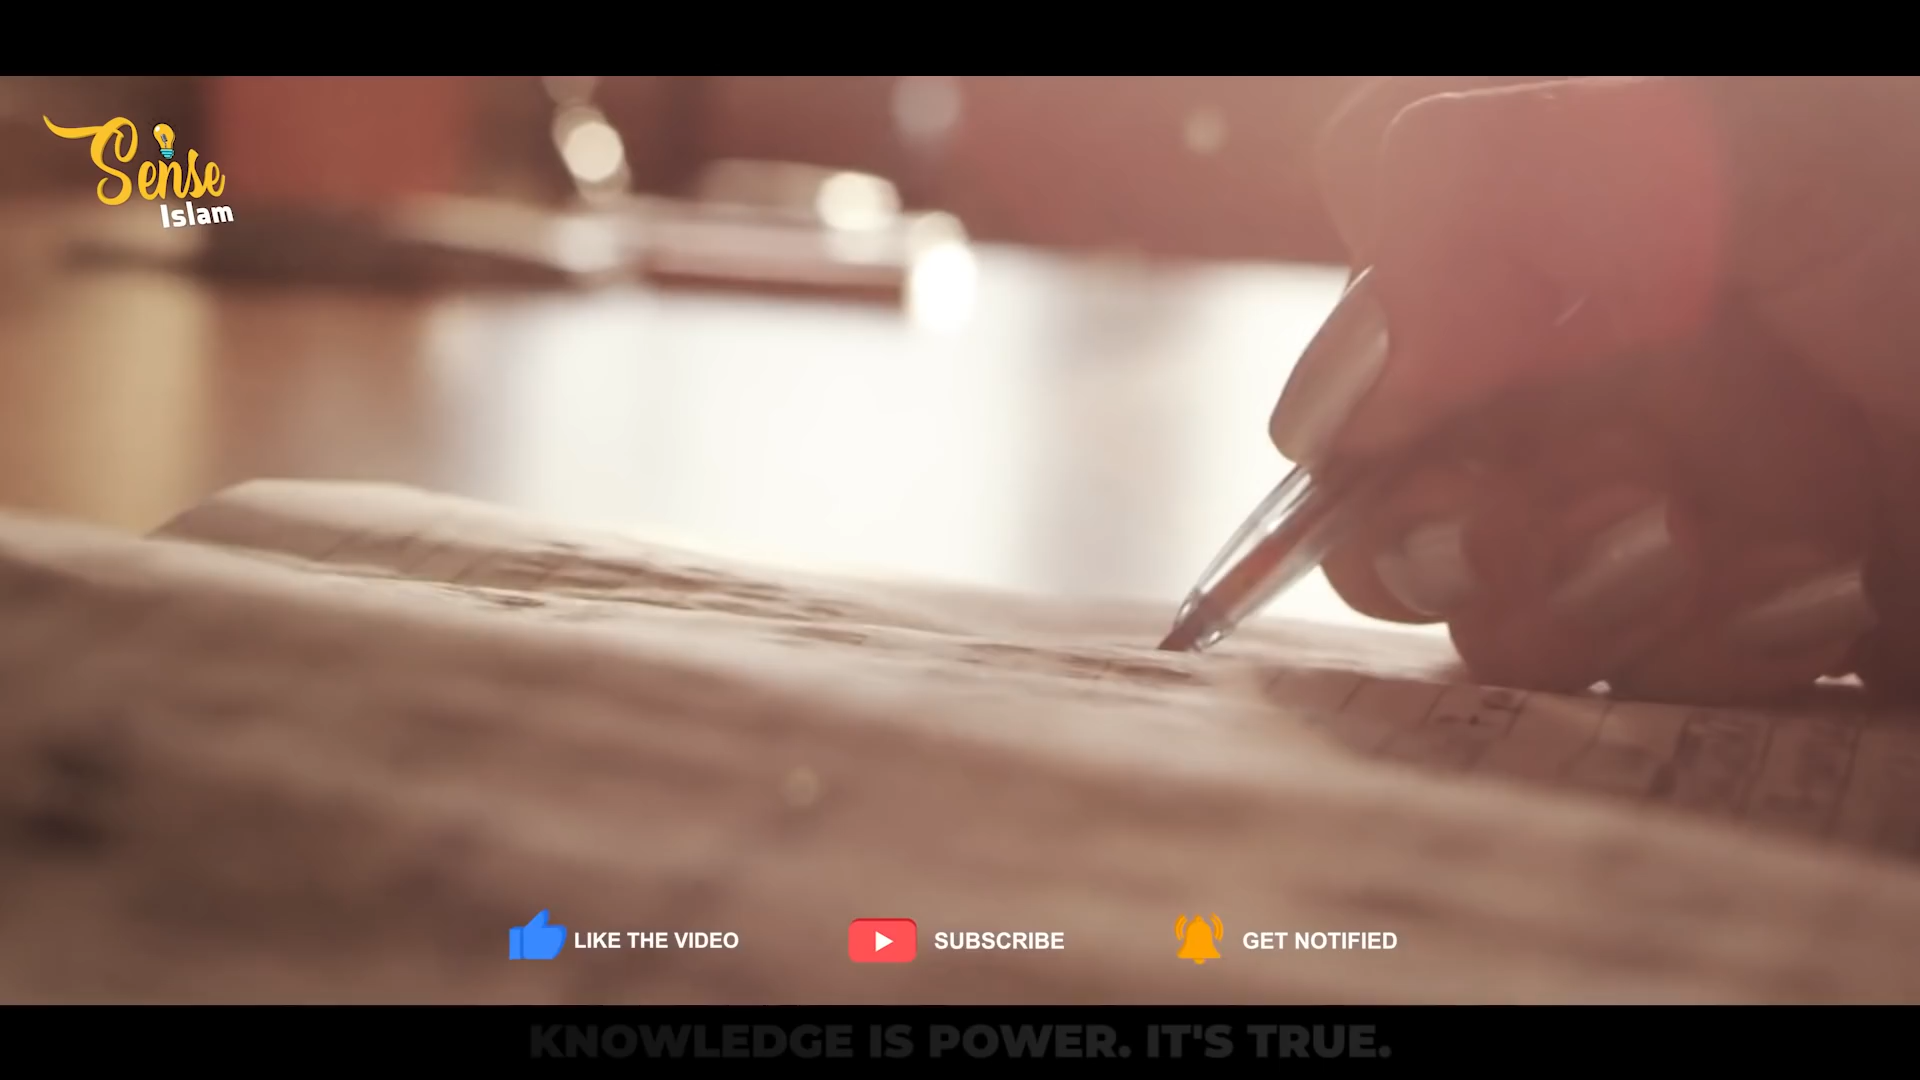 Sense
Islam
LIKE THE VIDEO
SUBSCRIBE
GET NOTIFIED
KNOWLEDGE IS POWER. IT'S TRUE.